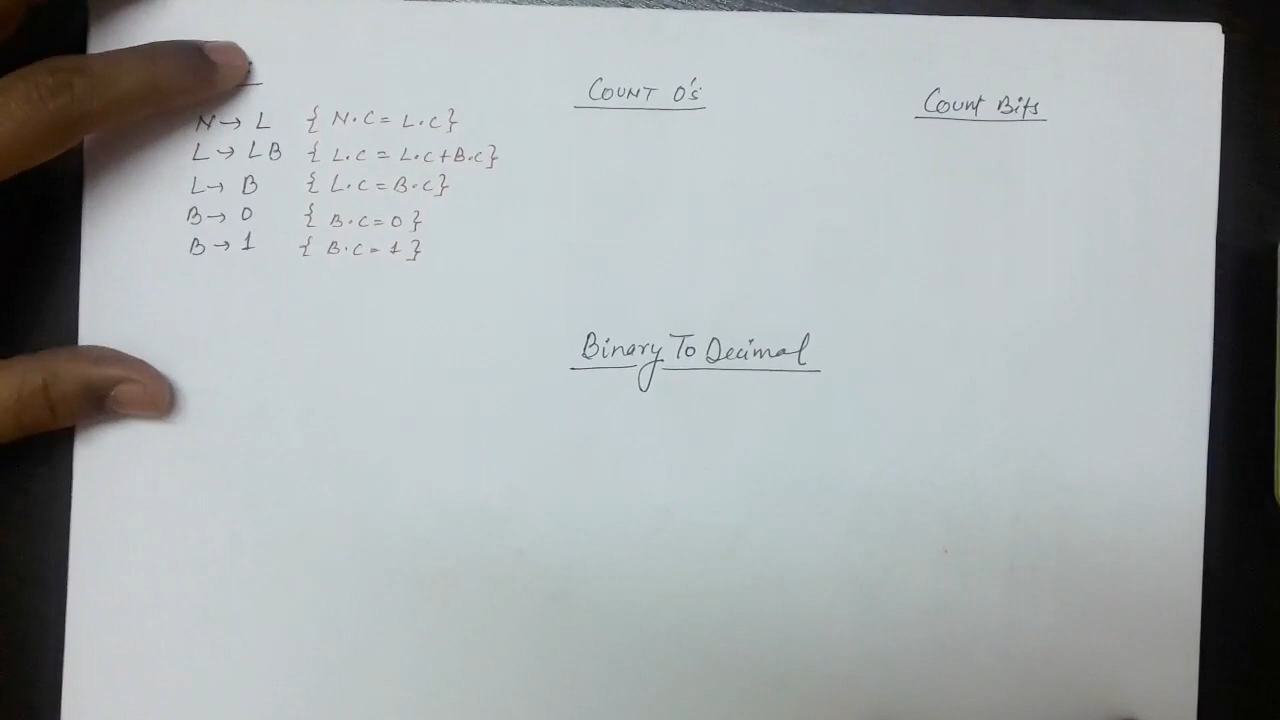 N → L { N.C = L.C }
L → LB { L.C = L.C + B.C }
L → B { L.C = B.C }
B → 0 { B.C = 0 }
B → 1 { B.C = 1 }
COUNT 0's
Count Bits
Binary To Decimal